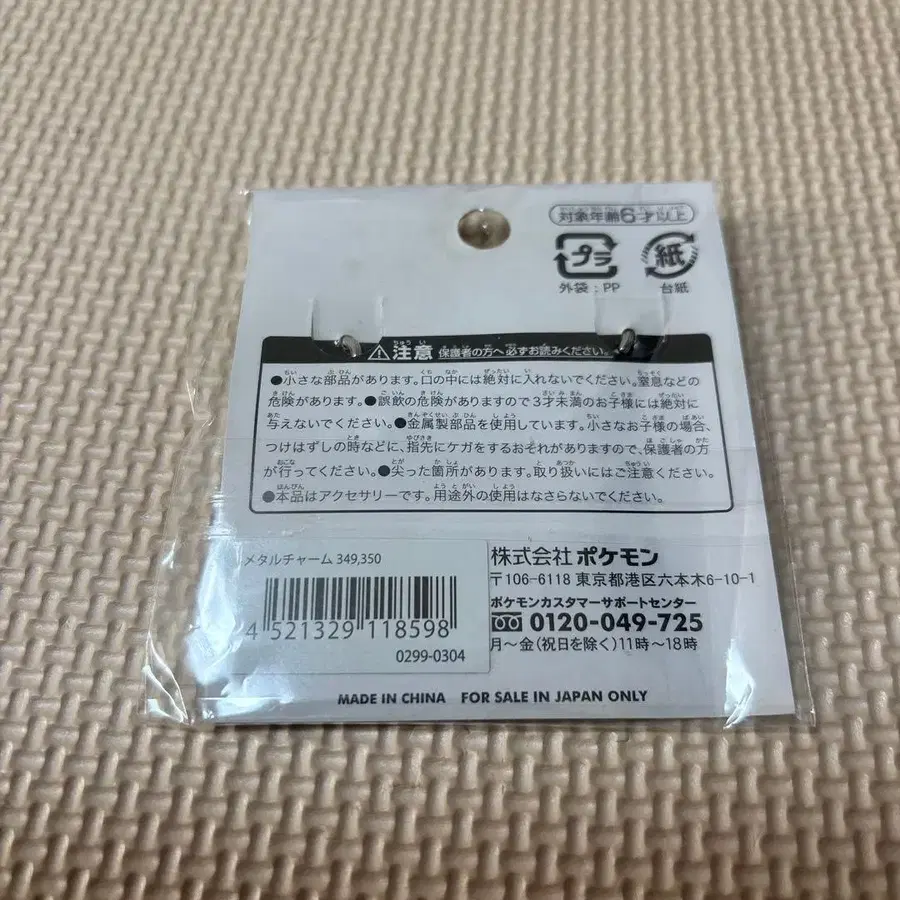 対象年齢6才以上
プラ
紙
外袋:PP
台紙
注意 保護者の方へ必ずお読みください。
●小さな部品があります。口の中には絶対に入れないでください。窒息などの
危険があります。●誤飲の危険がありますので3才未満のお子様には絶対に
与えないでください。●金属製部品を使用しています。小さなお子様の場合、
つけはずしの時などに、指先にケガをするおそれがありますので、保護者の方
が行ってください。●尖った箇所があります。取り扱いにはご注意ください。
●本品はアクセサリーです。用途外の使用はなさらないでください。
メタルチャーム 349,350
4 521329 118598
0299-0304
株式会社 ポケモン
〒106-6118 東京都港区六本木6-10-1
ポケモンカスタマーサポートセンター
0120-049-725
月～金(祝日を除く)11時～18時
MADE IN CHINA FOR SALE IN JAPAN ONLY